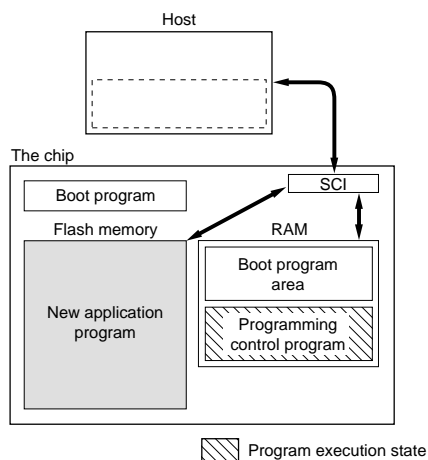 Host
The chip
SCI
Boot program
Flash memory
RAM
Boot program
area
New application
program
Programming
control program
Program execution state